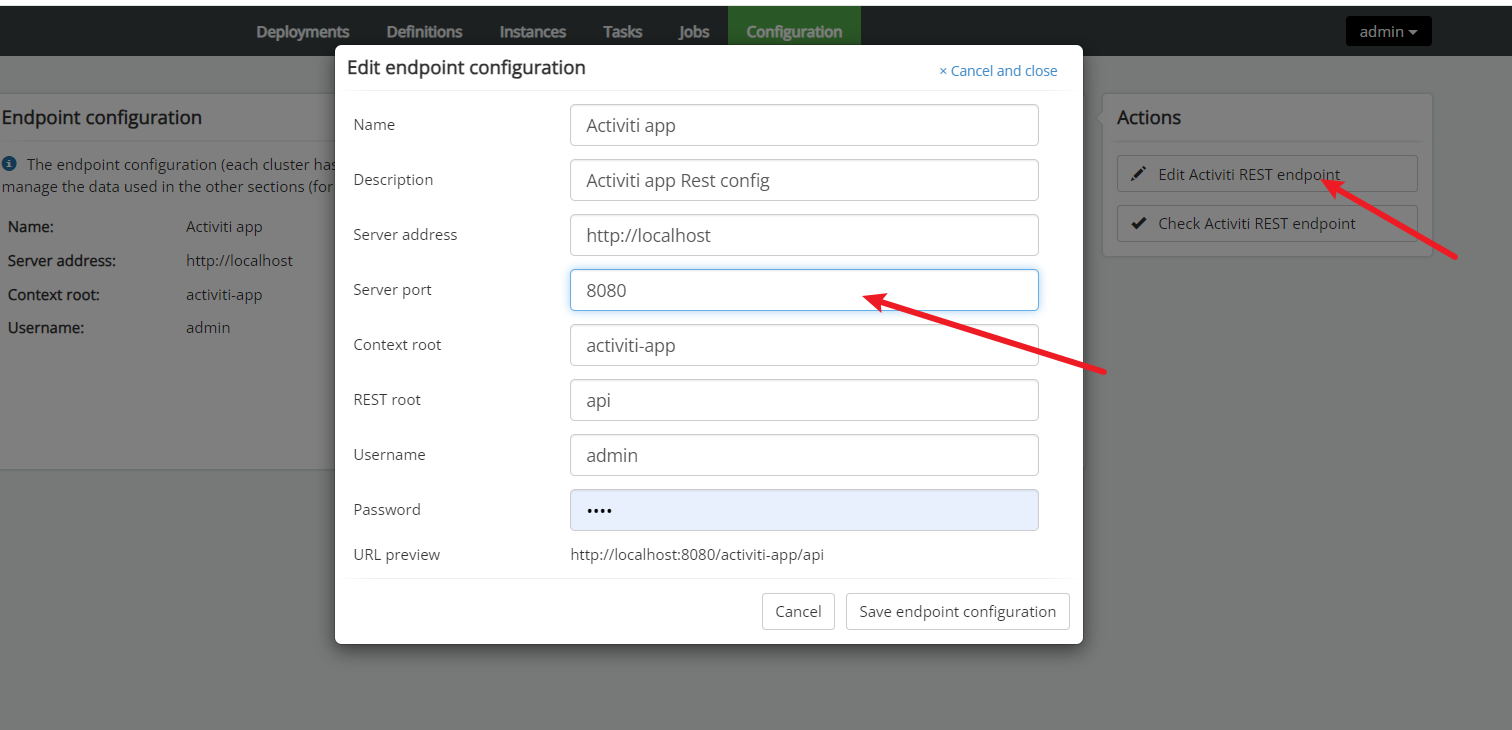 Deployments Definitions Instances Tasks Jobs Configuration admin
Edit endpoint configuration
× Cancel and close
Name
Activiti app
Description
Activiti app Rest config
Server address
http://localhost
Server port
8080
Context root
activiti-app
REST root
api
Username
admin
Password
••••
URL preview
http://localhost:8080/activiti-app/api
Cancel
Save endpoint configuration
Endpoint configuration
The endpoint configuration (each cluster has
manage the data used in the other sections (for
Name: Activiti app
Server address: http://localhost
Context root: activiti-app
Username: admin
Actions
Edit Activiti REST endpoint
Check Activiti REST endpoint